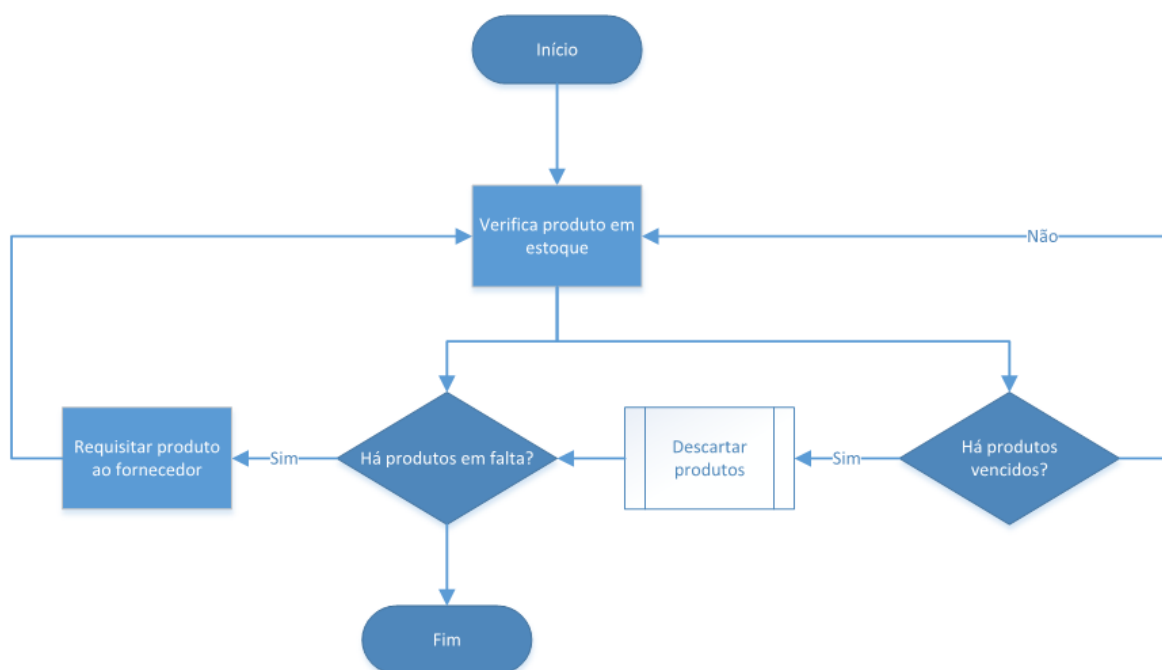 Início
Verifica produto em
estoque
Não
Requisitar produto
ao fornecedor
Sim
Há produtos em falta?
Descartar
produtos
Sim
Há produtos
vencidos?
Fim